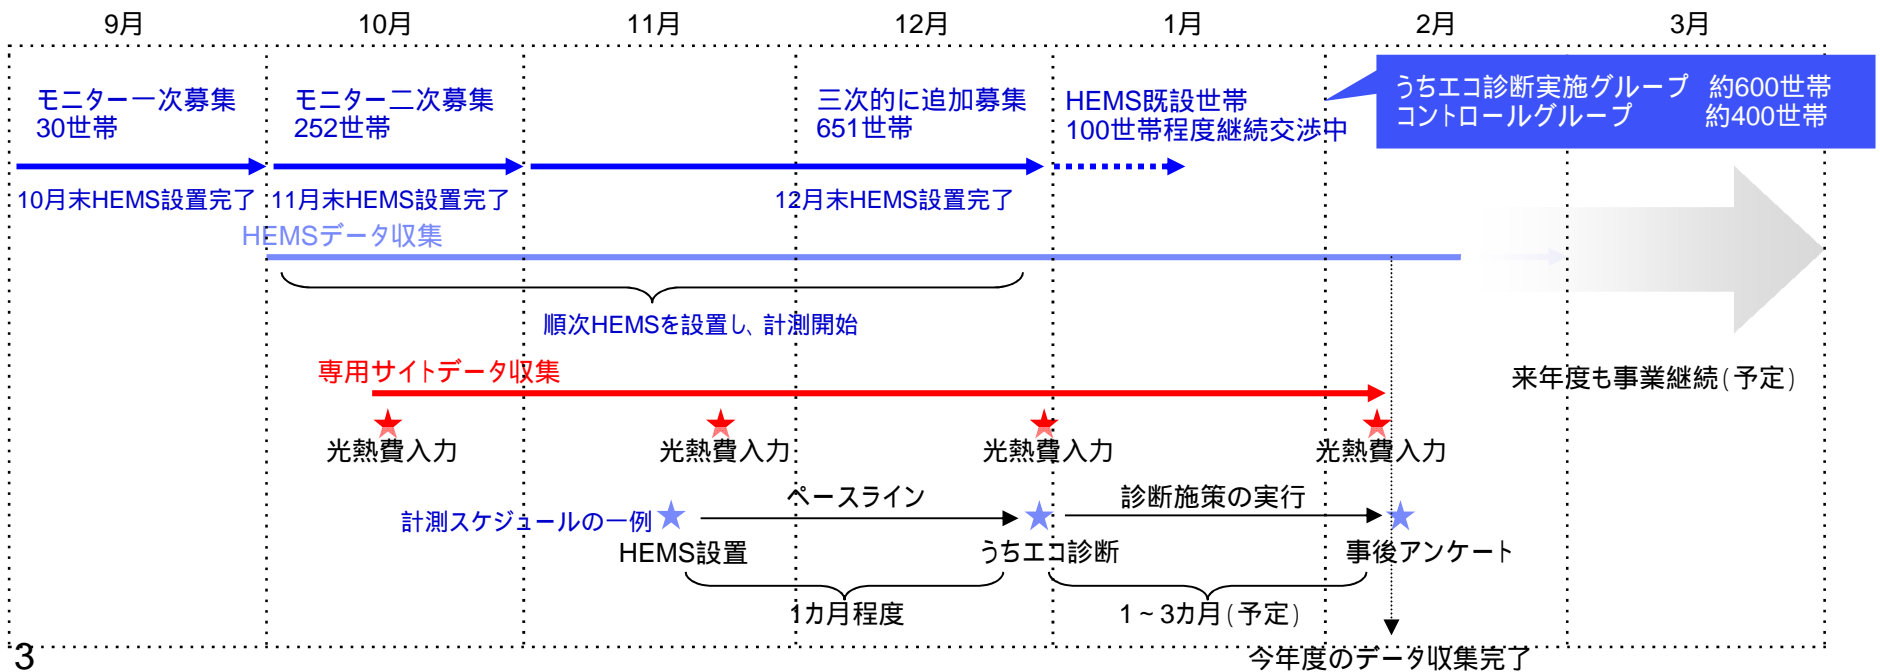 9月
10月
11月
12月
1月
2月
3月
モニター一次募集
30世帯
モニター二次募集
252世帯
三次的に追加募集
651世帯
HEMS既設世帯
100世帯程度継続交渉中
うちエコ診断実施グループ 約600世帯
コントロールグループ 約400世帯
10月末HEMS設置完了
11月末HEMS設置完了
12月末HEMS設置完了
HEMSデータ収集
順次HEMSを設置し、計測開始
専用サイトデータ収集
来年度も事業継続(予定)
光熱費入力
光熱費入力
光熱費入力
光熱費入力
計測スケジュールの一例
ベースライン
診断施策の実行
HEMS設置
うちエコ診断
事後アンケート
1カ月程度
1~3カ月(予定)
3
今年度のデータ収集完了